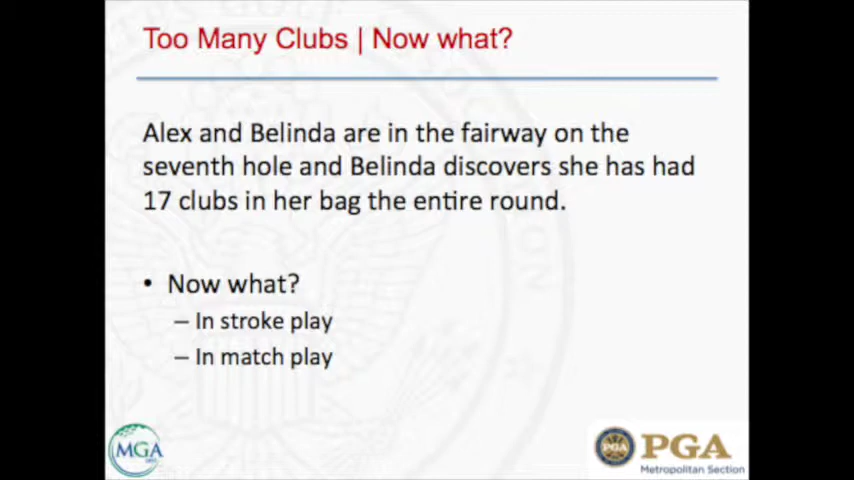 Too Many Clubs | Now what?
Alex and Belinda are in the fairway on the
seventh hole and Belinda discovers she has had
17 clubs in her bag the entire round.
• Now what?
– In stroke play
– In match play
MGA
PGA
Metropolitan Section